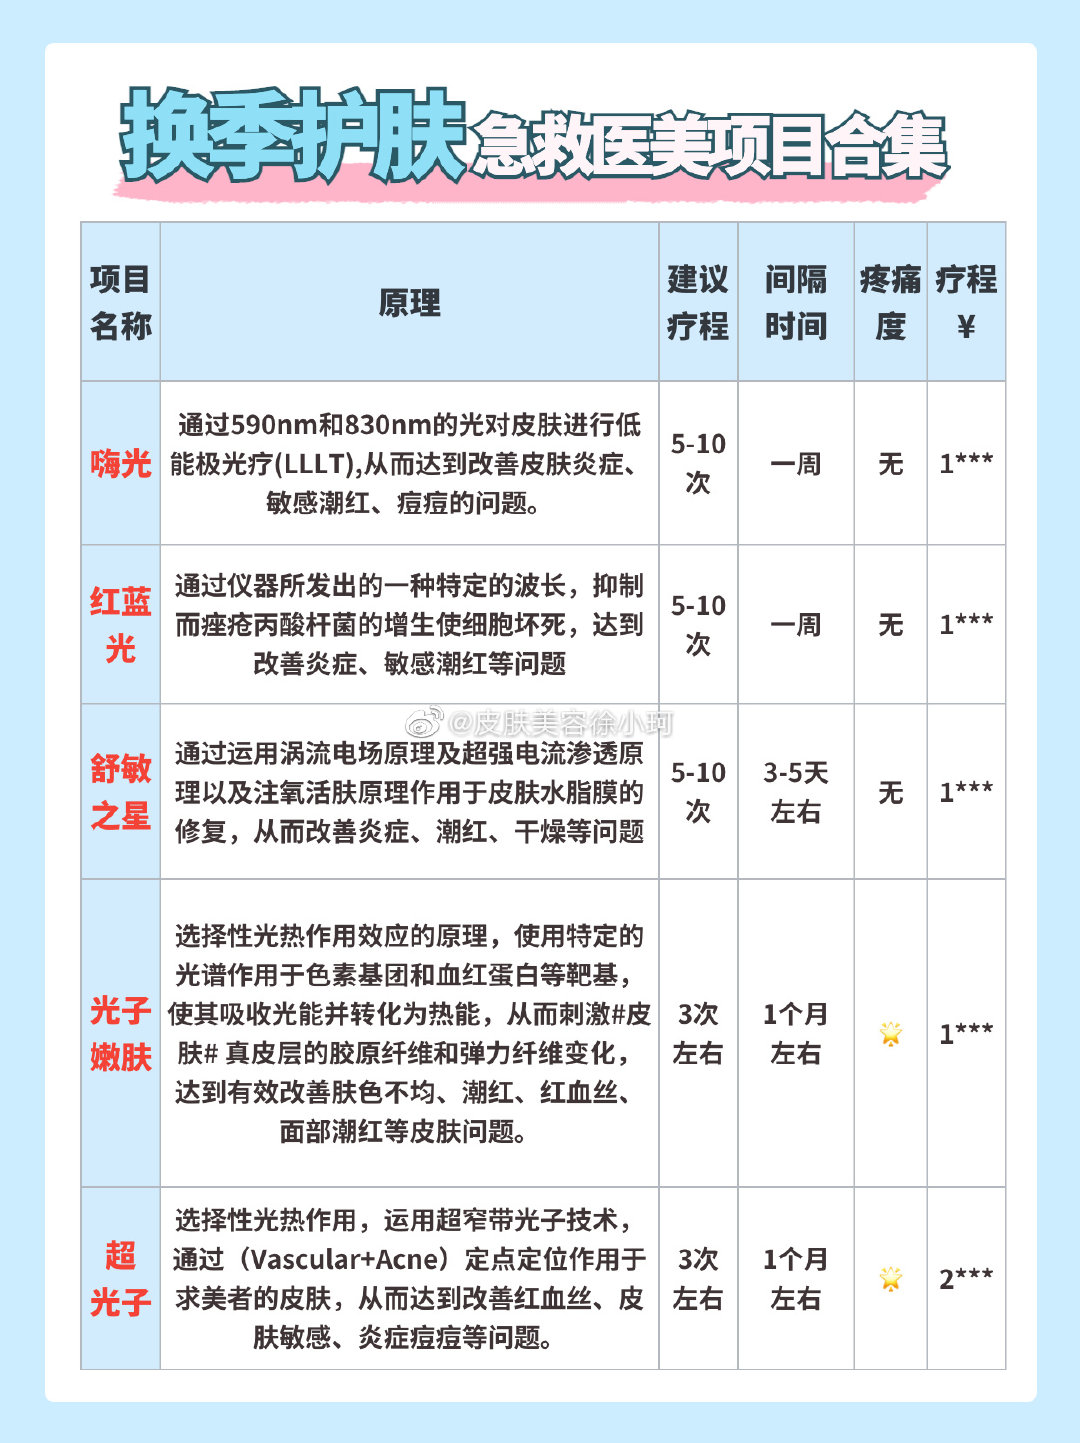 换季护肤急救医美项目合集
项目
名称
原理
建议
疗程
间隔
时间
疼痛
度
疗程
¥
嗨光
通过590nm和830nm的光对皮肤进行低
能极光疗(LLLT),从而达到改善皮肤炎症、
敏感潮红、痘痘的问题。
5-10
次
一周
无
1***
红蓝
光
通过仪器所发出的一种特定的波长，抑制
而痤疮丙酸杆菌的增生使细胞坏死，达到
改善炎症、敏感潮红等问题
5-10
次
一周
无
1***
@皮肤美容徐小珂
舒敏
之星
通过运用涡流电场原理及超强电流渗透原
理以及注氧活肤原理作用于皮肤水脂膜的
修复，从而改善炎症、潮红、干燥等问题
5-10
次
3-5天
左右
无
1***
光子
嫩肤
选择性光热作用效应的原理，使用特定的
光谱作用于色素基团和血红蛋白等靶基，
使其吸收光能并转化为热能，从而刺激#皮
肤# 真皮层的胶原纤维和弹力纤维变化，
达到有效改善肤色不均、潮红、红血丝、
面部潮红等皮肤问题。
3次
左右
1个月
左右
1***
超
光子
选择性光热作用，运用超窄带光子技术，
通过（Vascular+Acne）定点定位作用于
求美者的皮肤，从而达到改善红血丝、皮
肤敏感、炎症痘痘等问题。
3次
左右
1个月
左右
2***